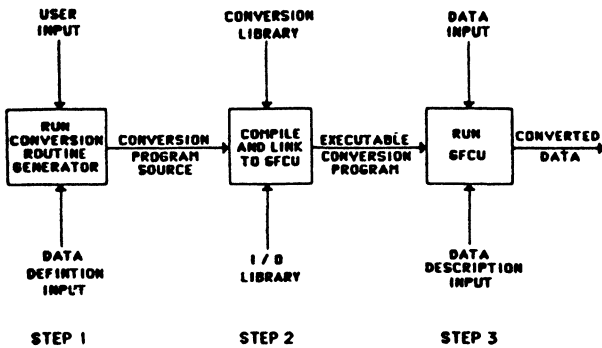 USER
INPUT
CONVERSION
LIBRARY
DATA
INPUT
RUN
CONVERSION
ROUTINE
GENERATOR
CONVERSION
PROGRAM
SOURCE
COMPILE
AND LINK
TO GFCU
EXECUTABLE
CONVERSION
PROGRAM
RUN
GFCU
CONVERTED
DATA
DATA
DEFINTION
INPUT
I / O
LIBRARY
DATA
DESCRIPTION
INPUT
STEP 1
STEP 2
STEP 3